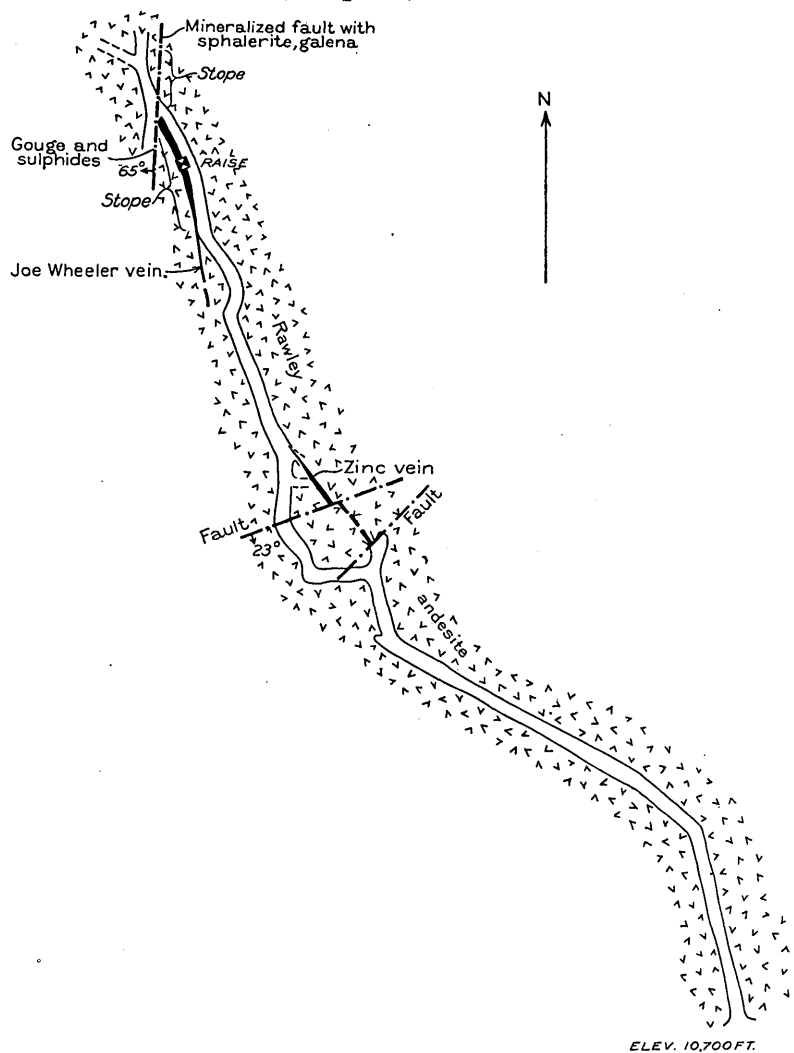 Mineralized fault with
sphalerite, galena
Stope
N
Gouge and
sulphides
65°
RAISE
Stope
Joe Wheeler vein
Rawley
Zinc vein
Fault
Fault
23°
andesite
ELEV. 10,700 FT.